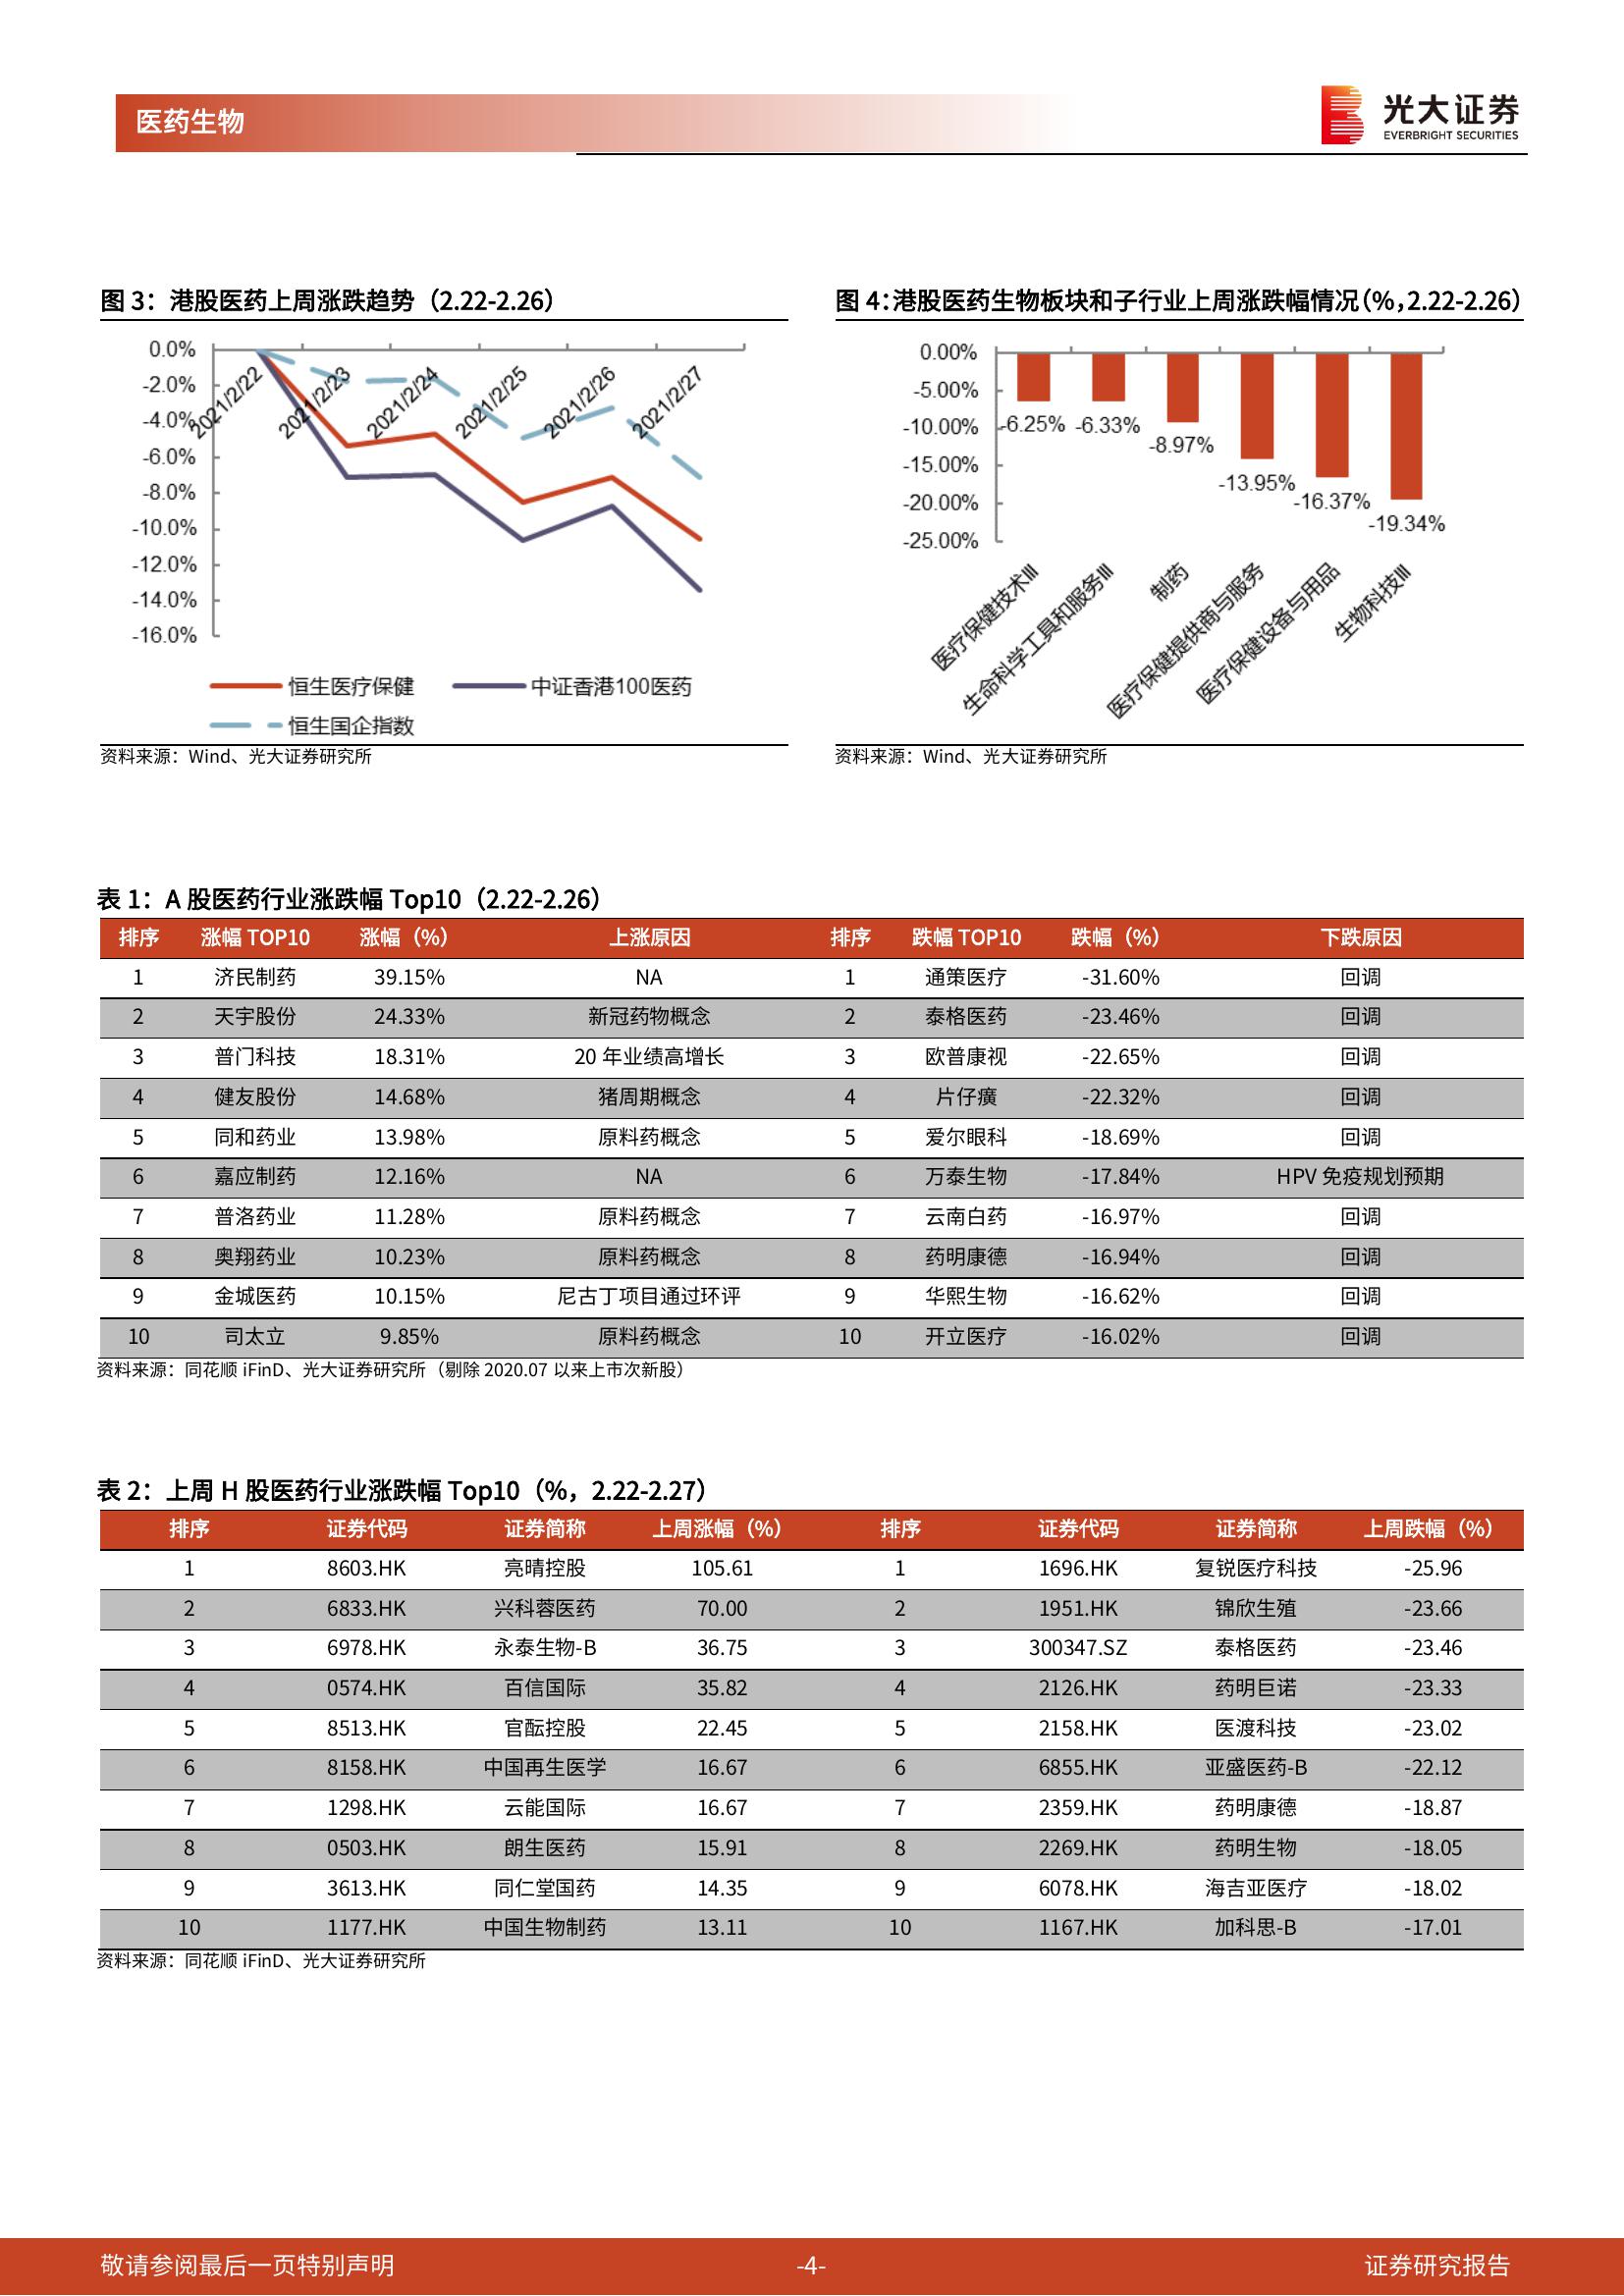 医药生物
光大证券
EVERBRIGHT SECURITIES
图 3：港股医药上周涨跌趋势（2.22-2.26）
0.0%
-2.0%
-4.0%
-6.0%
-8.0%
-10.0%
-12.0%
-14.0%
-16.0%
2021/2/22
2021/2/23
2021/2/24
2021/2/25
2021/2/26
2021/2/27
恒生医疗保健
中证香港100医药
恒生国企指数
资料来源：Wind、光大证券研究所
图 4：港股医药生物板块和子行业上周涨跌幅情况（%，2.22-2.26）
0.00%
-5.00%
-10.00%
-15.00%
-20.00%
-25.00%
-6.25%
-6.33%
-8.97%
-13.95%
-16.37%
-19.34%
医疗保健技术III
生命科学工具和服务III
制药
医疗保健提供商与服务
医疗保健设备与用品
生物科技III
资料来源：Wind、光大证券研究所
表 1：A 股医药行业涨跌幅 Top10（2.22-2.26）
排序 涨幅 TOP10 涨幅（%） 上涨原因 排序 跌幅 TOP10 跌幅（%） 下跌原因
1 济民制药 39.15% NA 1 通策医疗 -31.60% 回调
2 天宇股份 24.33% 新冠药物概念 2 泰格医药 -23.46% 回调
3 普门科技 18.31% 20 年业绩高增长 3 欧普康视 -22.65% 回调
4 健友股份 14.68% 猪周期概念 4 片仔癀 -22.32% 回调
5 同和药业 13.98% 原料药概念 5 爱尔眼科 -18.69% 回调
6 嘉应制药 12.16% NA 6 万泰生物 -17.84% HPV 免疫规划预期
7 普洛药业 11.28% 原料药概念 7 云南白药 -16.97% 回调
8 奥翔药业 10.23% 原料药概念 8 药明康德 -16.94% 回调
9 金城医药 10.15% 尼古丁项目通过环评 9 华熙生物 -16.62% 回调
10 司太立 9.85% 原料药概念 10 开立医疗 -16.02% 回调
资料来源：同花顺 iFinD、光大证券研究所（剔除 2020.07 以来上市次新股）
表 2：上周 H 股医药行业涨跌幅 Top10（%，2.22-2.27）
排序 证券代码 证券简称 上周涨幅（%） 排序 证券代码 证券简称 上周跌幅（%）
1 8603.HK 亮晴控股 105.61 1 1696.HK 复锐医疗科技 -25.96
2 6833.HK 兴科蓉医药 70.00 2 1951.HK 锦欣生殖 -23.66
3 6978.HK 永泰生物-B 36.75 3 300347.SZ 泰格医药 -23.46
4 0574.HK 百信国际 35.82 4 2126.HK 药明巨诺 -23.33
5 8513.HK 官酝控股 22.45 5 2158.HK 医渡科技 -23.02
6 8158.HK 中国再生医学 16.67 6 6855.HK 亚盛医药-B -22.12
7 1298.HK 云能国际 16.67 7 2359.HK 药明康德 -18.87
8 0503.HK 朗生医药 15.91 8 2269.HK 药明生物 -18.05
9 3613.HK 同仁堂国药 14.35 9 6078.HK 海吉亚医疗 -18.02
10 1177.HK 中国生物制药 13.11 10 1167.HK 加科思-B -17.01
资料来源：同花顺 iFinD、光大证券研究所
敬请参阅最后一页特别声明 -4- 证券研究报告